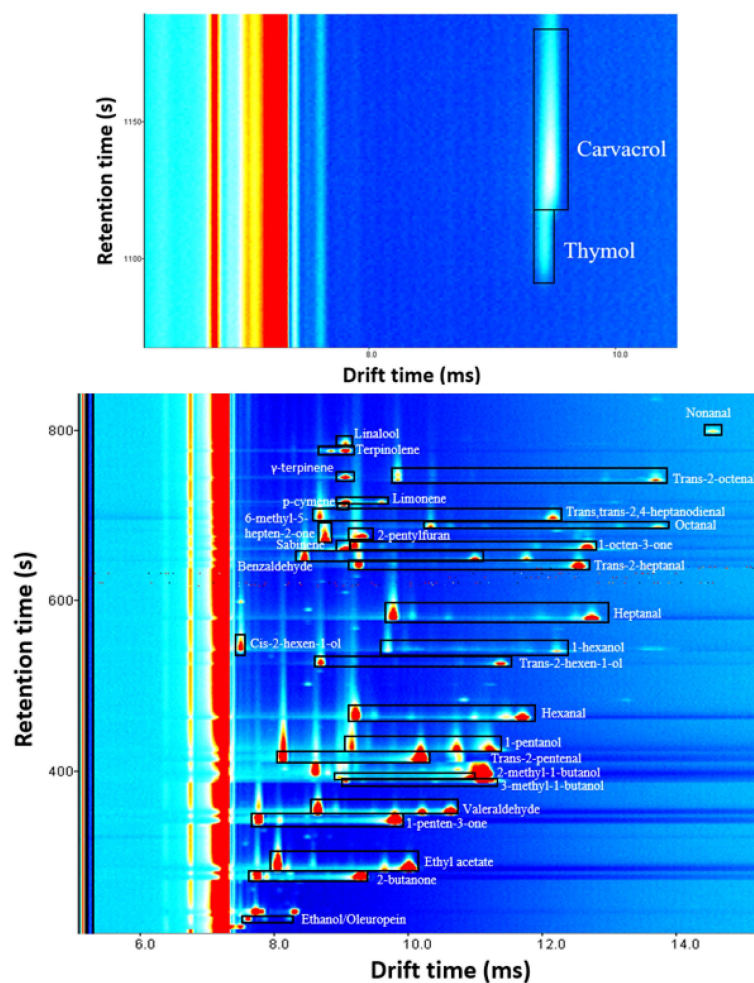 Retention time (s)
1150
1100
Carvacrol
Thymol
8.0
10.0
Drift time (ms)
Retention time (s)
800
600
400
Nonanal
Linalool
Terpinolene
γ-terpinene
Trans-2-octenal
p-cymene
Limonene
6-methyl-5-
hepten-2-one
Trans,trans-2,4-heptanodienal
Octanal
2-pentylfuran
Sabinene
1-octen-3-one
Benzaldehyde
Trans-2-heptanal
Heptanal
Cis-2-hexen-1-ol
1-hexanol
Trans-2-hexen-1-ol
Hexanal
1-pentanol
Trans-2-pentenal
2-methyl-1-butanol
3-methyl-1-butanol
Valeraldehyde
1-penten-3-one
Ethyl acetate
2-butanone
Ethanol/Oleuropein
6.0
8.0
10.0
12.0
14.0
Drift time (ms)